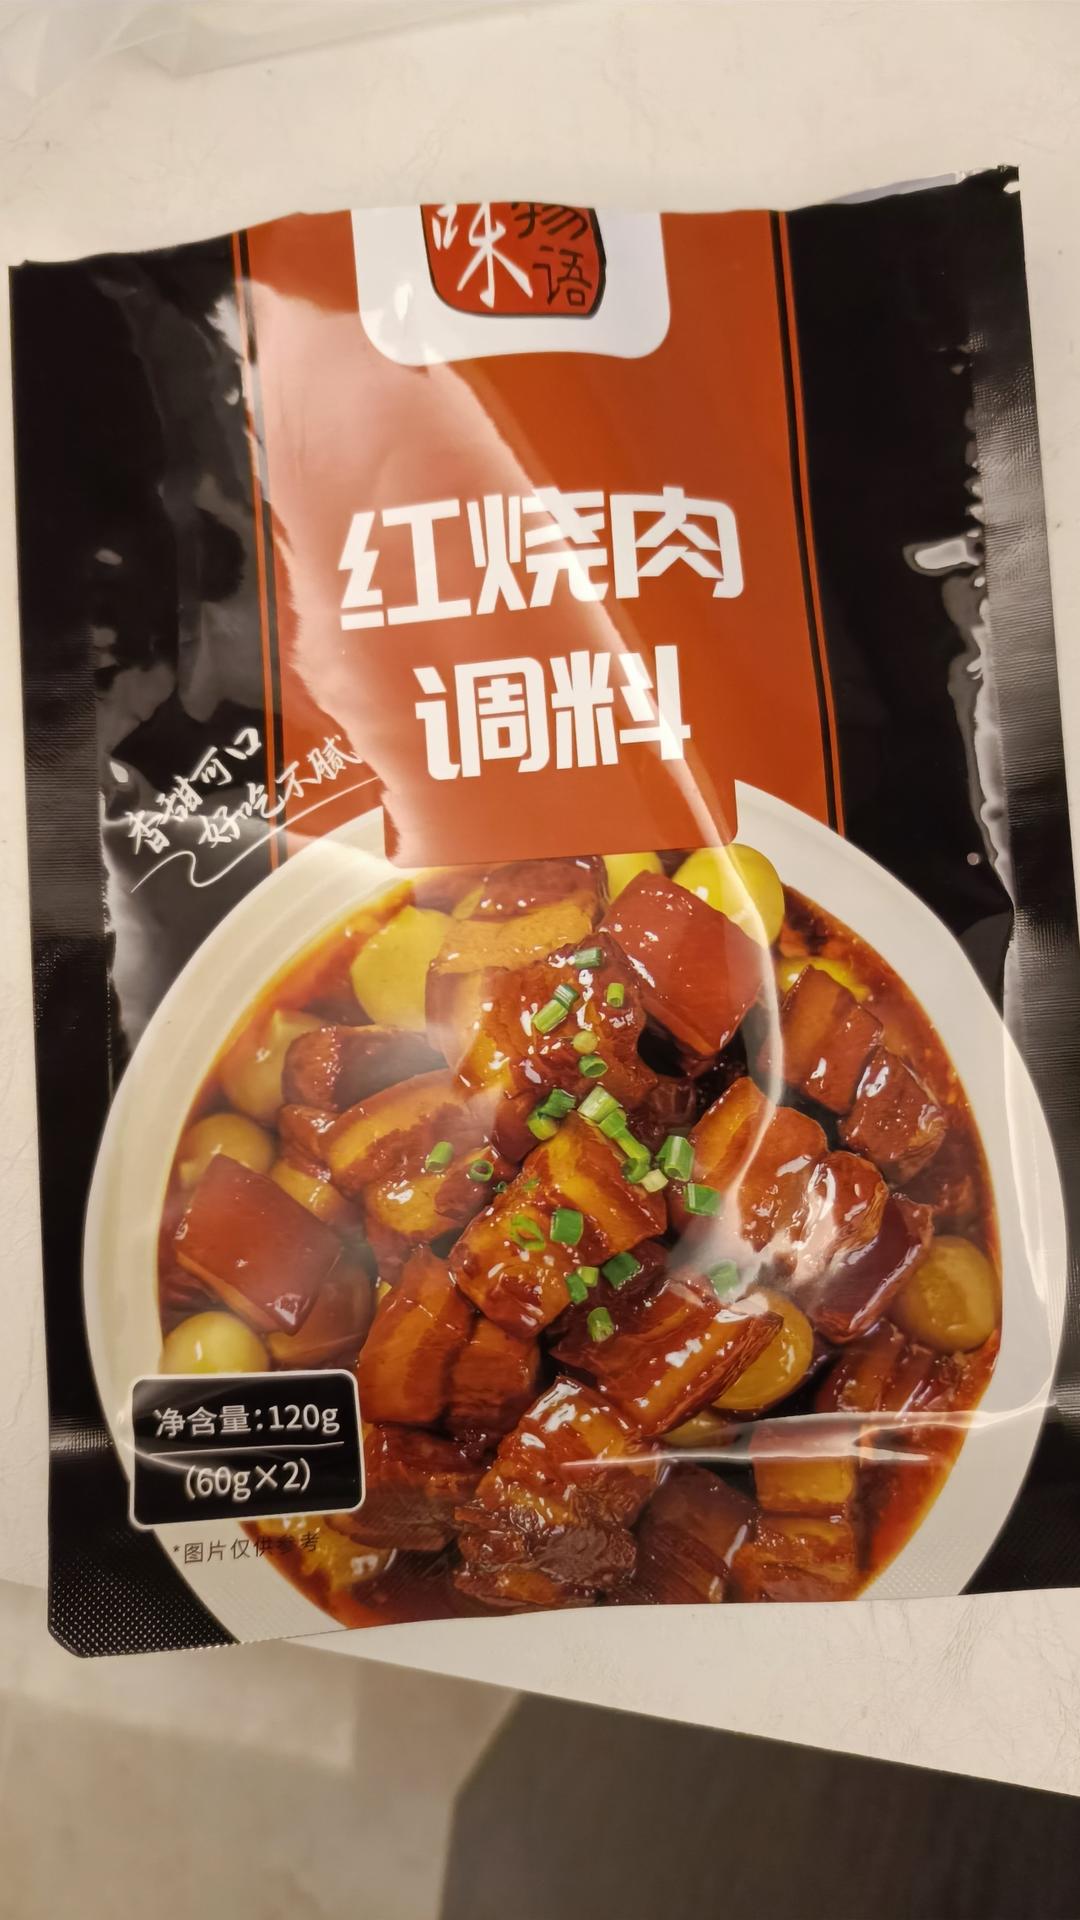 味物语
红烧肉
调料
香甜可口
好吃不腻
净含量:120g
(60g×2)
*图片仅供参考